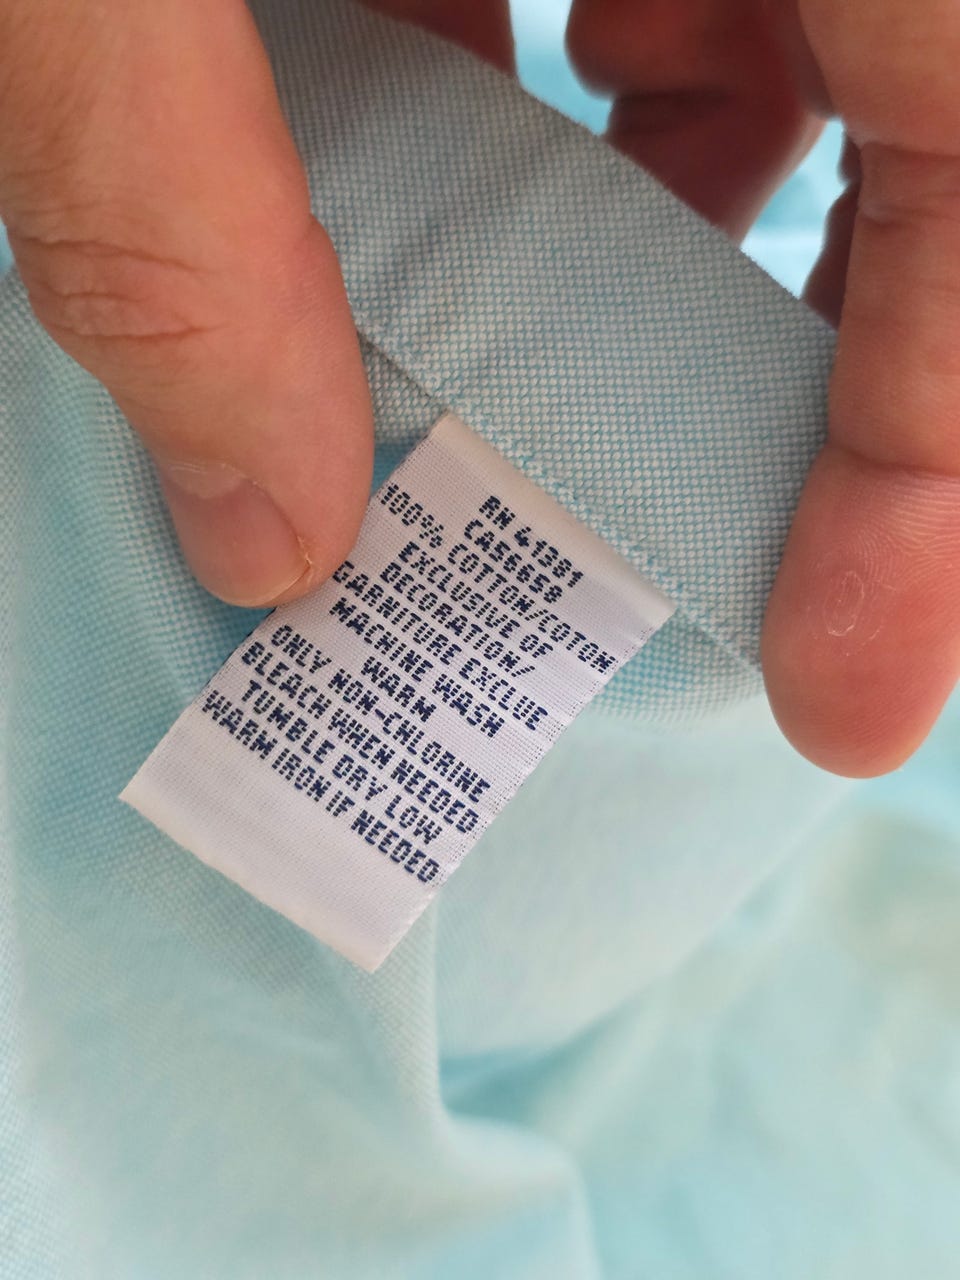 RN 41381
CA56659
100% COTTON/COTON
EXCLUSIVE OF
DECORATION/
GARNITURE EXCLUE
MACHINE WASH
WARM
ONLY NON-CHLORINE
BLEACH WHEN NEEDED
TUMBLE DRY LOW
WARM IRON IF NEEDED